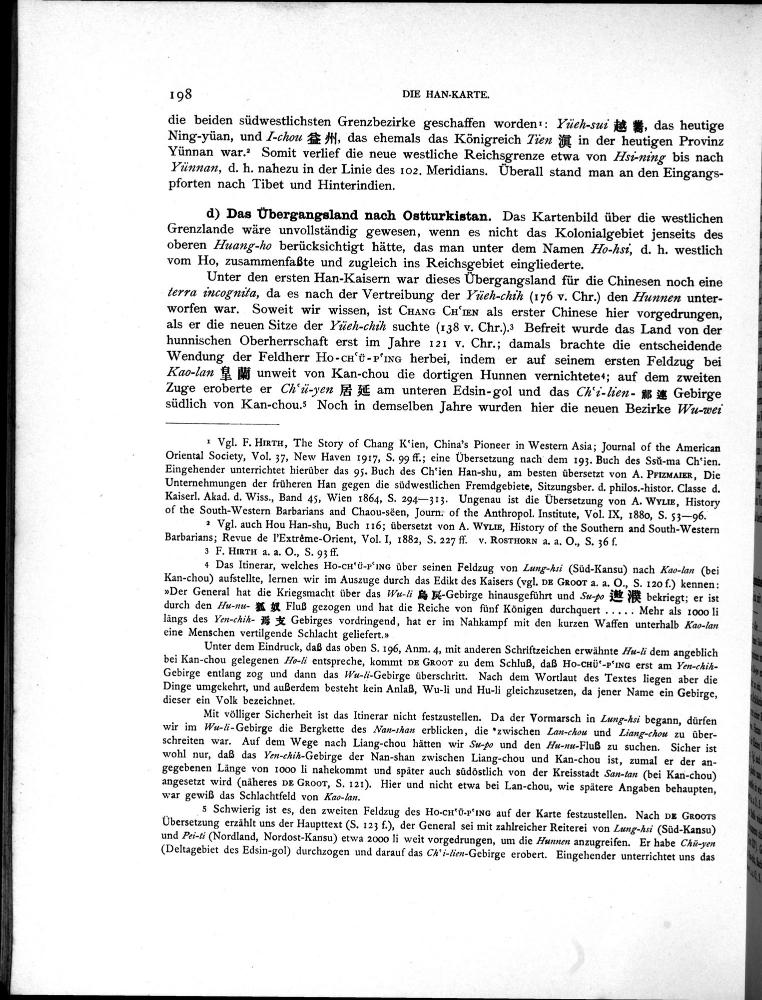 198 DIE HAN-KARTE.
die beiden südwestlichsten Grenzbezirke geschaffen worden¹: Yüeh-sui 越 巂, das heutige
Ning-yüan, und I-chou 益 州, das ehemals das Königreich Tien 滇 in der heutigen Provinz
Yünnan war.² Somit verlief die neue westliche Reichsgrenze etwa von Hsi-ning bis nach
Yünnan, d. h. nahezu in der Linie des 102. Meridians. Überall stand man an den Eingangs-
pforten nach Tibet und Hinterindien.
d) Das Übergangsland nach Ostturkistan. Das Kartenbild über die westlichen
Grenzlande wäre unvollständig gewesen, wenn es nicht das Kolonialgebiet jenseits des
oberen Huang-ho berücksichtigt hätte, das man unter dem Namen Ho-hsi, d. h. westlich
vom Ho, zusammenfaßte und zugleich ins Reichsgebiet eingliederte.
Unter den ersten Han-Kaisern war dieses Übergangsland für die Chinesen noch eine
terra incognita, da es nach der Vertreibung der Yüeh-chih (176 v. Chr.) den Hunnen unter-
worfen war. Soweit wir wissen, ist CHANG CHʿIEN als erster Chinese hier vorgedrungen,
als er die neuen Sitze der Yüeh-chih suchte (138 v. Chr.).³ Befreit wurde das Land von der
hunnischen Oberherrschaft erst im Jahre 121 v. Chr.; damals brachte die entscheidende
Wendung der Feldherr HO-CHʿÜ-PʿING herbei, indem er auf seinem ersten Feldzug bei
Kao-lan 皇 蘭 unweit von Kan-chou die dortigen Hunnen vernichtete⁴; auf dem zweiten
Zuge eroberte er Chʿü-yen 居 延 am unteren Edsin-gol und das Chʿi-lien- 祁 連 Gebirge
südlich von Kan-chou.⁵ Noch in demselben Jahre wurden hier die neuen Bezirke Wu-wei
¹ Vgl. F. HIRTH, The Story of Chang Kʿien, China's Pioneer in Western Asia; Journal of the American
Oriental Society, Vol. 37, New Haven 1917, S. 99 ff.; eine Übersetzung nach dem 193. Buch des Ssŭ-ma Chʿien.
Eingehender unterrichtet hierüber das 95. Buch des Chʿien Han-shu, am besten übersetzt von A. PFIZMAIER, Die
Unternehmungen der früheren Han gegen die südwestlichen Fremdgebiete, Sitzungsber. d. philos.-histor. Classe d.
Kaiserl. Akad. d. Wiss., Band 45, Wien 1864, S. 294—313. Ungenau ist die Übersetzung von A. WYLIE, History
of the South-Western Barbarians and Chaou-sëen, Journ. of the Anthropol. Institute, Vol. IX, 1880, S. 53—96.
² Vgl. auch Hou Han-shu, Buch 116; übersetzt von A. WYLIE, History of the Southern and South-Western
Barbarians; Revue de l'Extrême-Orient, Vol. I, 1882, S. 227 ff. v. ROSTHORN a. a. O., S. 36 f.
3 F. HIRTH a. a. O., S. 93 ff.
4 Das Itinerar, welches HO-CHʿÜ-PʿING über seinen Feldzug von Lung-hsi (Süd-Kansu) nach Kao-lan (bei
Kan-chou) aufstellte, lernen wir im Auszuge durch das Edikt des Kaisers (vgl. DE GROOT a. a. O., S. 120 f.) kennen:
»Der General hat die Kriegsmacht über das Wu-li 烏 戾-Gebirge hinausgeführt und Su-po 遬 濮 bekriegt; er ist
durch den Hu-nu- 狐 奴 Fluß gezogen und hat die Reiche von fünf Königen durchquert ..... Mehr als 1000 li
längs des Yen-chih- 焉 支 Gebirges vordringend, hat er im Nahkampf mit den kurzen Waffen unterhalb Kao-lan
eine Menschen vertilgende Schlacht geliefert.»
Unter dem Eindruck, daß das oben S. 196, Anm. 4, mit anderen Schriftzeichen erwähnte Hu-li dem angeblich
bei Kan-chou gelegenen Ho-li entspreche, kommt DE GROOT zu dem Schluß, daß HO-CHÜʿ-PʿING erst am Yen-chih-
Gebirge entlang zog und dann das Wu-li-Gebirge überschritt. Nach dem Wortlaut des Textes liegen aber die
Dinge umgekehrt, und außerdem besteht kein Anlaß, Wu-li und Hu-li gleichzusetzen, da jener Name ein Gebirge,
dieser ein Volk bezeichnet.
Mit völliger Sicherheit ist das Itinerar nicht festzustellen. Da der Vormarsch in Lung-hsi begann, dürfen
wir im Wu-li-Gebirge die Bergkette des Nan-shan erblicken, die zwischen Lan-chou und Liang-chou zu über-
schreiten war. Auf dem Wege nach Liang-chou hätten wir Su-po und den Hu-nu-Fluß zu suchen. Sicher ist
wohl nur, daß das Yen-chih-Gebirge der Nan-shan zwischen Liang-chou und Kan-chou ist, zumal er der an-
gegebenen Länge von 1000 li nahekommt und später auch südöstlich von der Kreisstadt San-tan (bei Kan-chou)
angesetzt wird (näheres DE GROOT, S. 121). Hier und nicht etwa bei Lan-chou, wie spätere Angaben behaupten,
war gewiß das Schlachtfeld von Kao-lan.
5 Schwierig ist es, den zweiten Feldzug des HO-CHʿÜ-PʿING auf der Karte festzustellen. Nach DE GROOTS
Übersetzung erzählt uns der Haupttext (S. 123 f.), der General sei mit zahlreicher Reiterei von Lung-hsi (Süd-Kansu)
und Pei-ti (Nordland, Nordost-Kansu) etwa 2000 li weit vorgedrungen, um die Hunnen anzugreifen. Er habe Chü-yen
(Deltagebiet des Edsin-gol) durchzogen und darauf das Chʿi-lien-Gebirge erobert. Eingehender unterrichtet uns das